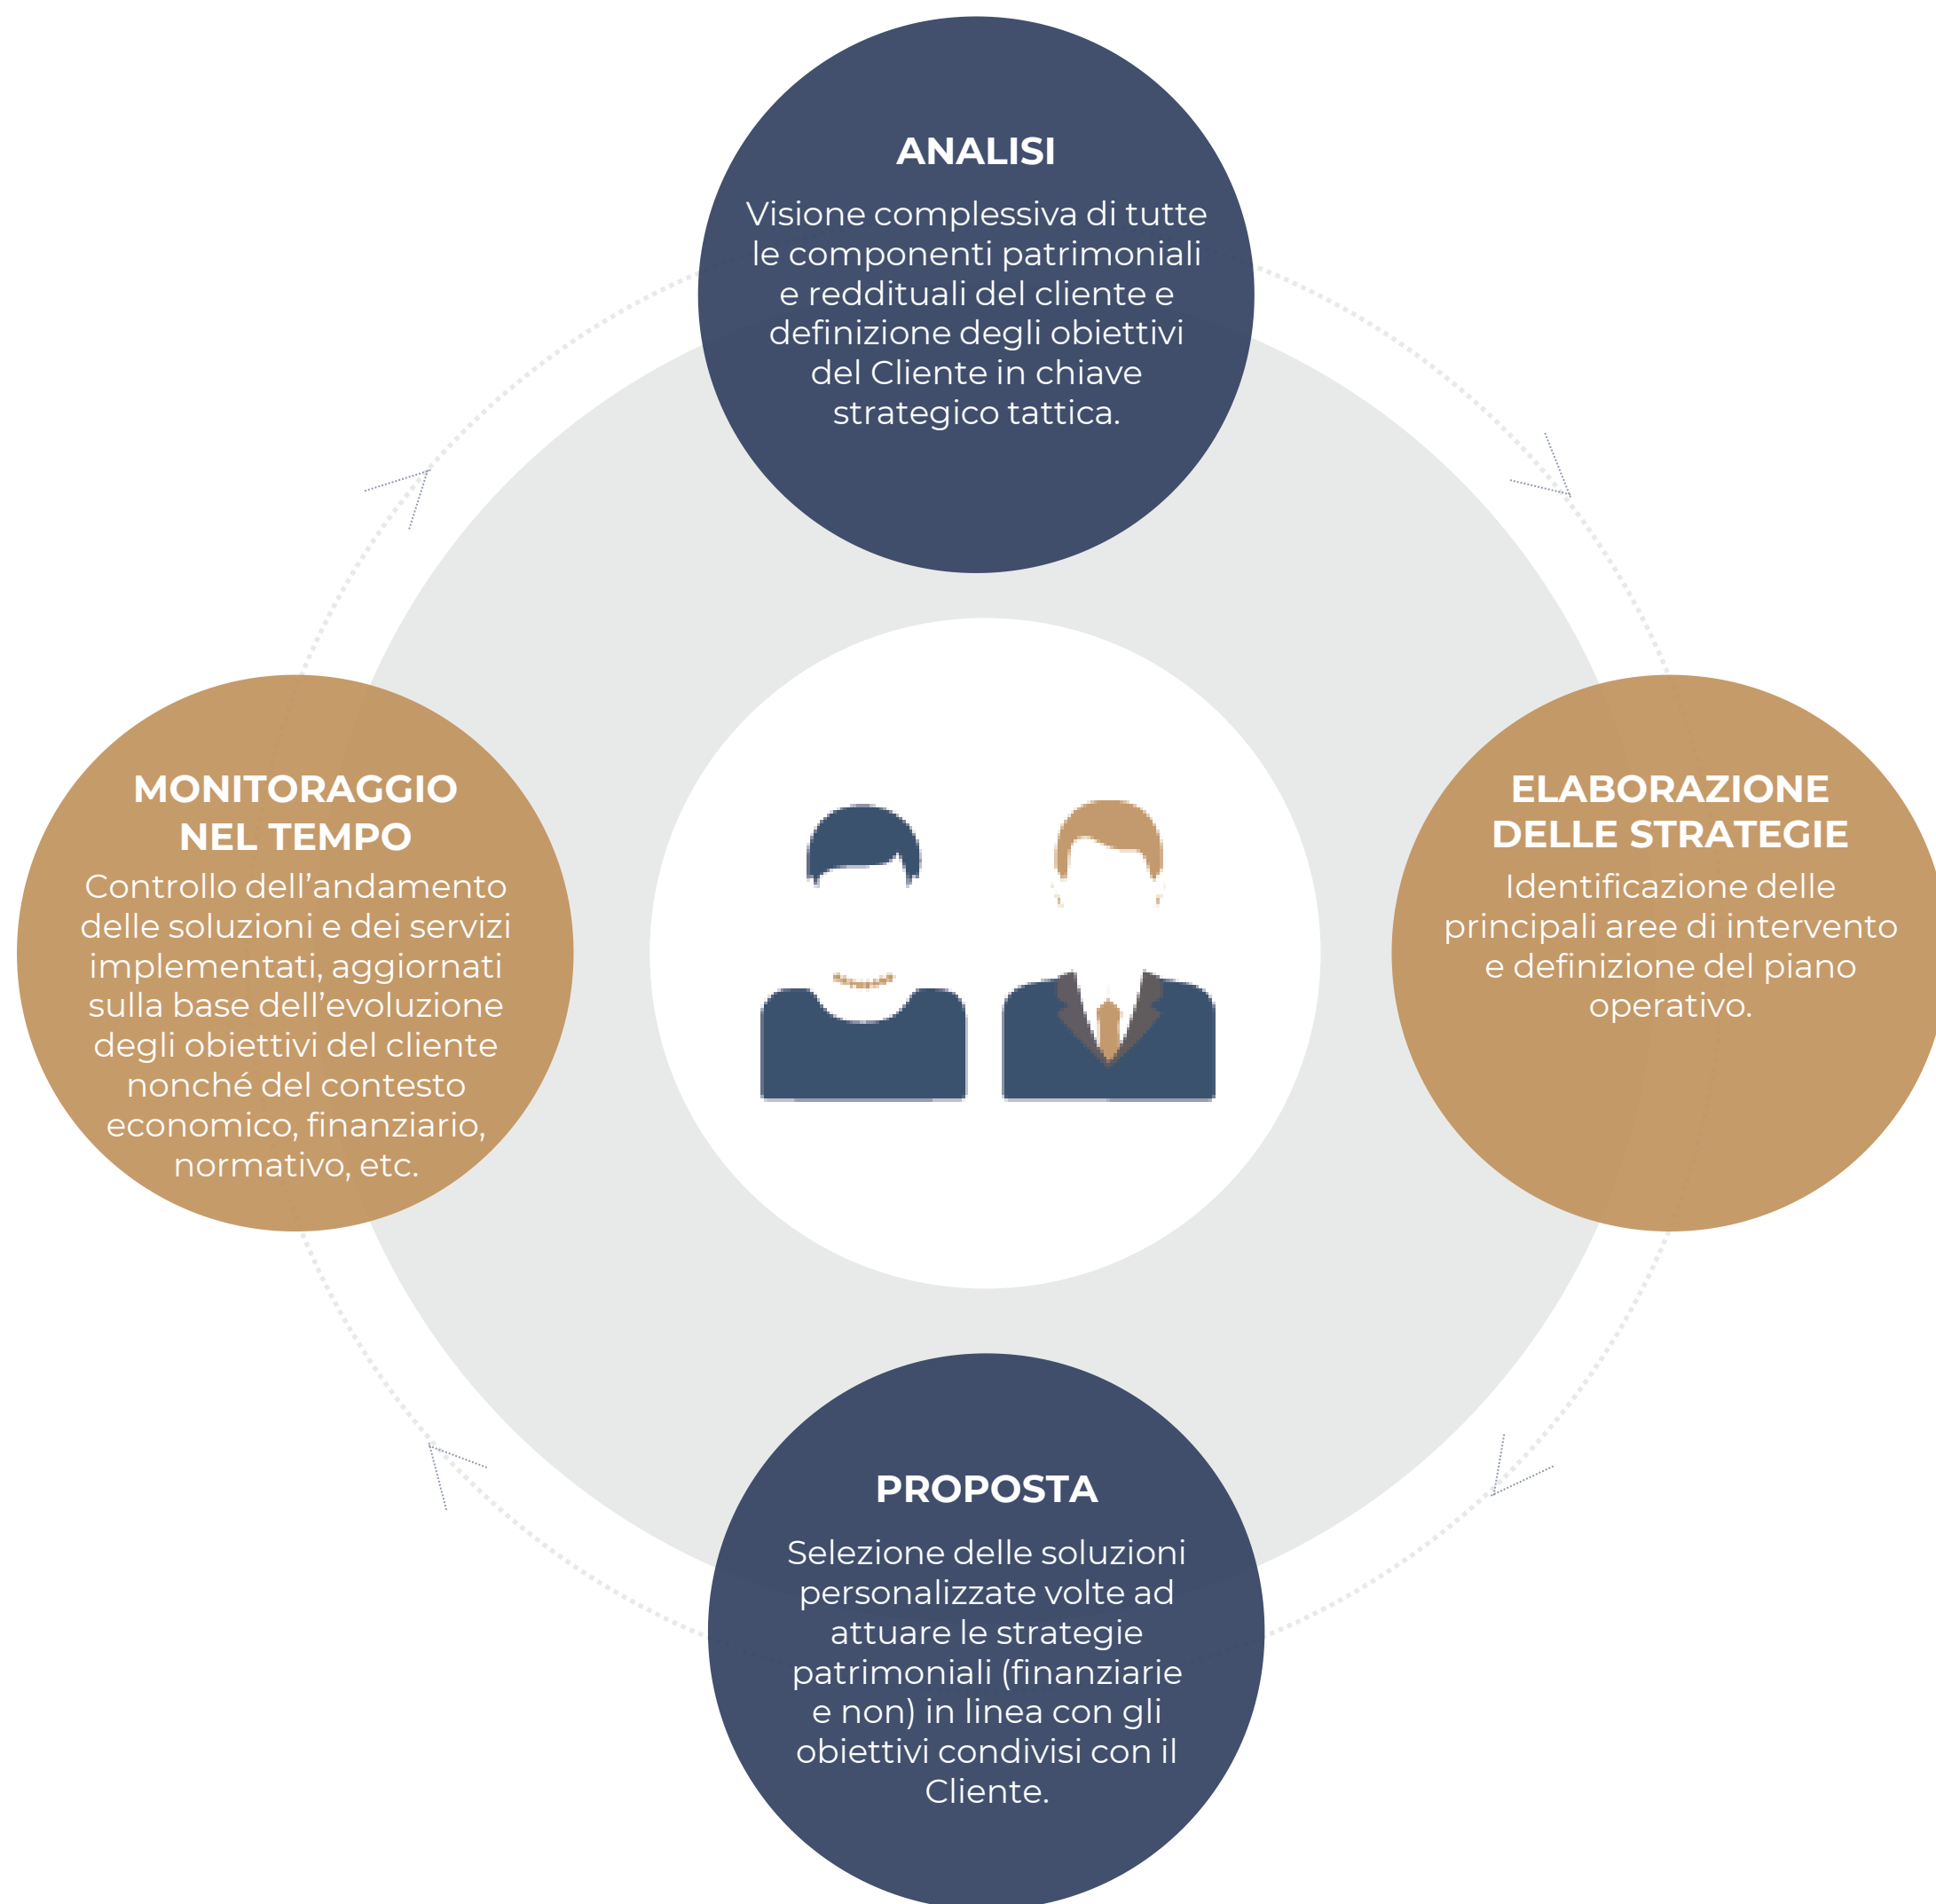 ANALISI
Visione complessiva di tutte
le componenti patrimoniali
e reddituali del cliente e
definizione degli obiettivi
del Cliente in chiave
strategico tattica.
MONITORAGGIO
NEL TEMPO
Controllo dell’andamento
delle soluzioni e dei servizi
implementati, aggiornati
sulla base dell’evoluzione
degli obiettivi del cliente
nonché del contesto
economico, finanziario,
normativo, etc.
ELABORAZIONE
DELLE STRATEGIE
Identificazione delle
principali aree di intervento
e definizione del piano
operativo.
PROPOSTA
Selezione delle soluzioni
personalizzate volte ad
attuare le strategie
patrimoniali (finanziarie
e non) in linea con gli
obiettivi condivisi con il
Cliente.